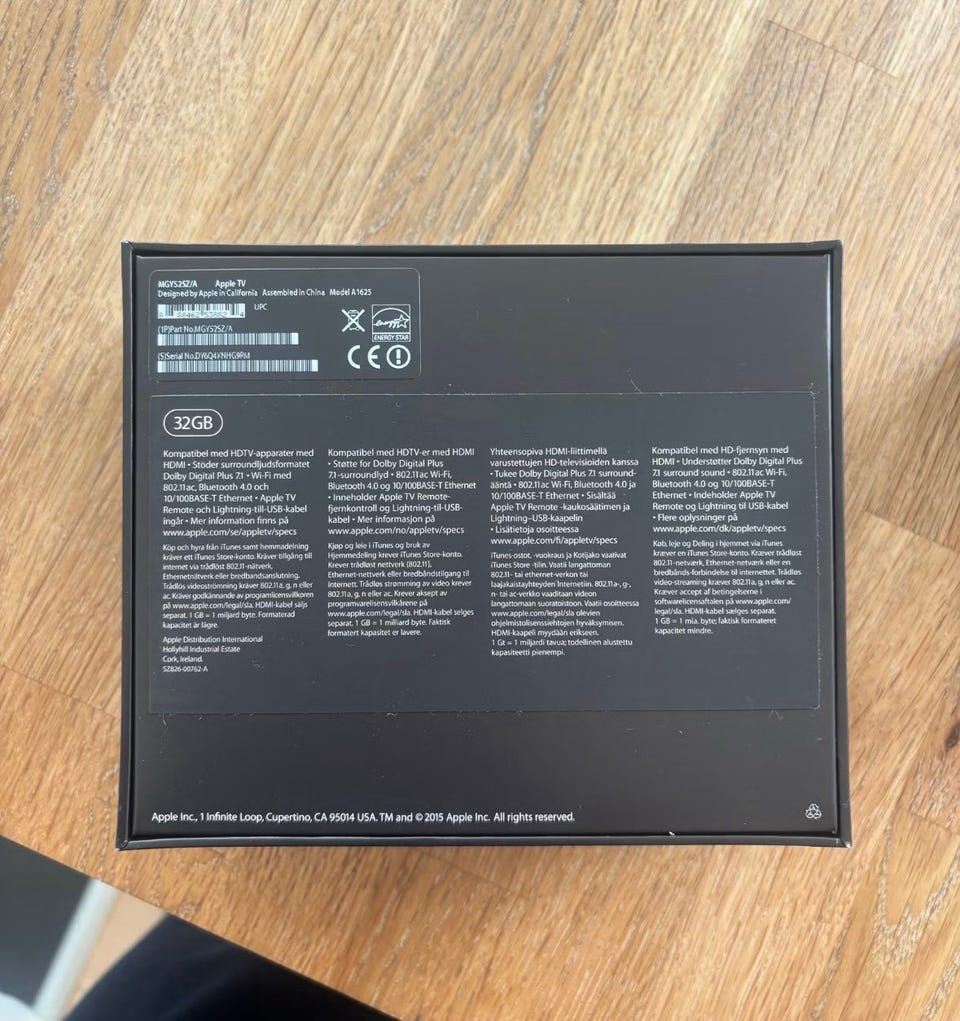 MGY52SZ/A Apple TV
Designed by Apple in California Assembled in China Model A1625
UPC
(1P)Part No.MGY52SZ/A
(S)Serial No.DY6Q4YNHG9RM
ENERGY STAR
CE
32GB
Kompatibel med HDTV-apparater med
HDMI • Stöder surroundljudsformatet
Dolby Digital Plus 7.1 • Wi-Fi med
802.11ac, Bluetooth 4.0 och
10/100BASE-T Ethernet • Apple TV
Remote och Lightning-till-USB-kabel
ingår • Mer information finns på
www.apple.com/se/appletv/specs
Köp och hyra från iTunes samt hemmadelning
kräver ett iTunes Store-konto. Kräver tillgång till
internet via trådlöst 802.11-nätverk,
Ethernetnätverk eller bredbandsanslutning.
Trådlös videoströmning kräver 802.11a, g, n eller
ac. Kräver godkännande av programlicensvillkoren
på www.apple.com/legal/sla. HDMI-kabel säljs
separat. 1 GB = 1 miljard byte. Formaterad
kapacitet är lägre.
Apple Distribution International
Hollyhill Industrial Estate
Cork, Ireland.
SZ826-00762-A
Kompatibel med HDTV-er med HDMI
• Støtte for Dolby Digital Plus
7.1-surroundlyd • 802.11ac Wi-Fi,
Bluetooth 4.0 og 10/100BASE-T Ethernet
• Inneholder Apple TV Remote-
fjernkontroll og Lightning-til-USB-
kabel • Mer informasjon på
www.apple.com/no/appletv/specs
Kjøp og leie i iTunes og bruk av
Hjemmedeling krever iTunes Store-konto.
Krever trådløst nettverk (802.11),
Ethernet-nettverk eller bredbåndstilgang til
Internett. Trådløs strømming av video krever
802.11a, g, n eller ac. Krever aksept av
programvarelisensvilkårene på
www.apple.com/legal/sla. HDMI-kabel selges
separat. 1 GB = 1 milliard byte. Faktisk
formatert kapasitet er lavere.
Yhteensopiva HDMI-liittimellä
varustettujen HD-televisioiden kanssa
• Tukee Dolby Digital Plus 7.1 surround-
ääntä • 802.11ac Wi-Fi, Bluetooth 4.0 ja
10/100BASE-T Ethernet • Sisältää
Apple TV Remote -kaukosäätimen ja
Lightning-USB-kaapelin
• Lisätietoja osoitteessa
www.apple.com/fi/appletv/specs
iTunes-ostot, -vuokraus ja Kotijako vaativat
iTunes Store -tilin. Vaatii langattoman
802.11- tai ethernet-verkon tai
laajakaistayhteyden Internetiin. 802.11a-, g-,
n- tai ac-verkko vaaditaan videon
langattomaan suoratoistoon. Vaatii osoitteessa
www.apple.com/legal/sla olevien
ohjelmistolisenssiehtojen hyväksymisen.
HDMI-kaapeli myydään erikseen.
1 Gt = 1 miljardi tavua; todellinen alustettu
kapasiteetti pienempi.
Kompatibel med HD-fjernsyn med
HDMI • Understøtter Dolby Digital Plus
7.1 surround sound • 802.11ac Wi-Fi,
Bluetooth 4.0 og 10/100BASE-T
Ethernet • Indeholder Apple TV
Remote og Lightning til USB-kabel
• Flere oplysninger på
www.apple.com/dk/appletv/specs
Køb, leje og Deling i hjemmet via iTunes
kræver en iTunes Store-konto. Kræver trådløst
802.11-netværk, Ethernet-netværk eller en
bredbånds-forbindelse til internettet. Trådløs
video-streaming kræver 802.11a, g, n eller ac.
Kræver accept af betingelserne i
softwarelicensaftalen på www.apple.com/
legal/sla. HDMI-kabel sælges separat.
1 GB = 1 mia. byte; faktisk formateret
kapacitet mindre.
Apple Inc., 1 Infinite Loop, Cupertino, CA 95014 USA. TM and © 2015 Apple Inc. All rights reserved.